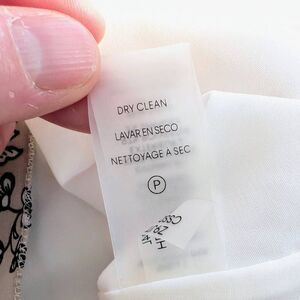 DRY CLEAN
LAVAR EN SECO
NETTOYAGE A SEC
P